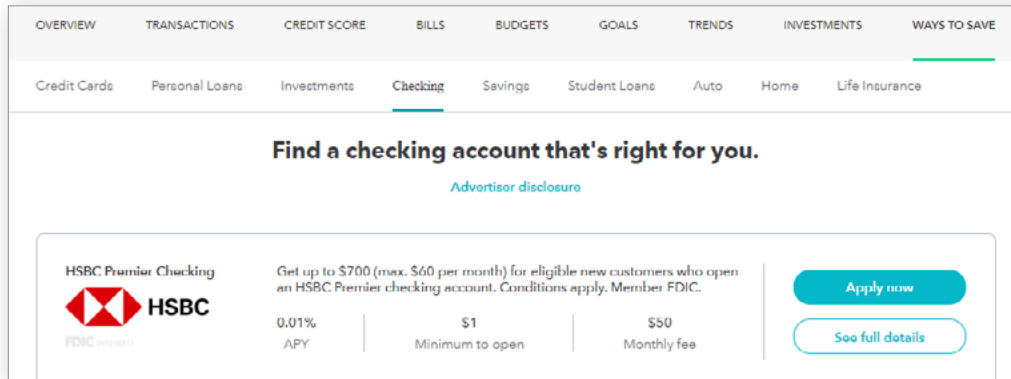 OVERVIEW TRANSACTIONS CREDIT SCORE BILLS BUDGETS GOALS TRENDS INVESTMENTS WAYS TO SAVE
Credit Cards Personal Loans Investments Checking Savings Student Loans Auto Home Life Insurance
Find a checking account that's right for you.
Advertiser disclosure
HSBC Premier Checking
HSBC
FDIC
Get up to $700 (max. $60 per month) for eligible new customers who open
an HSBC Premier checking account. Conditions apply. Member FDIC.
0.01% $1 $50
APY Minimum to open Monthly fee
Apply now
See full details